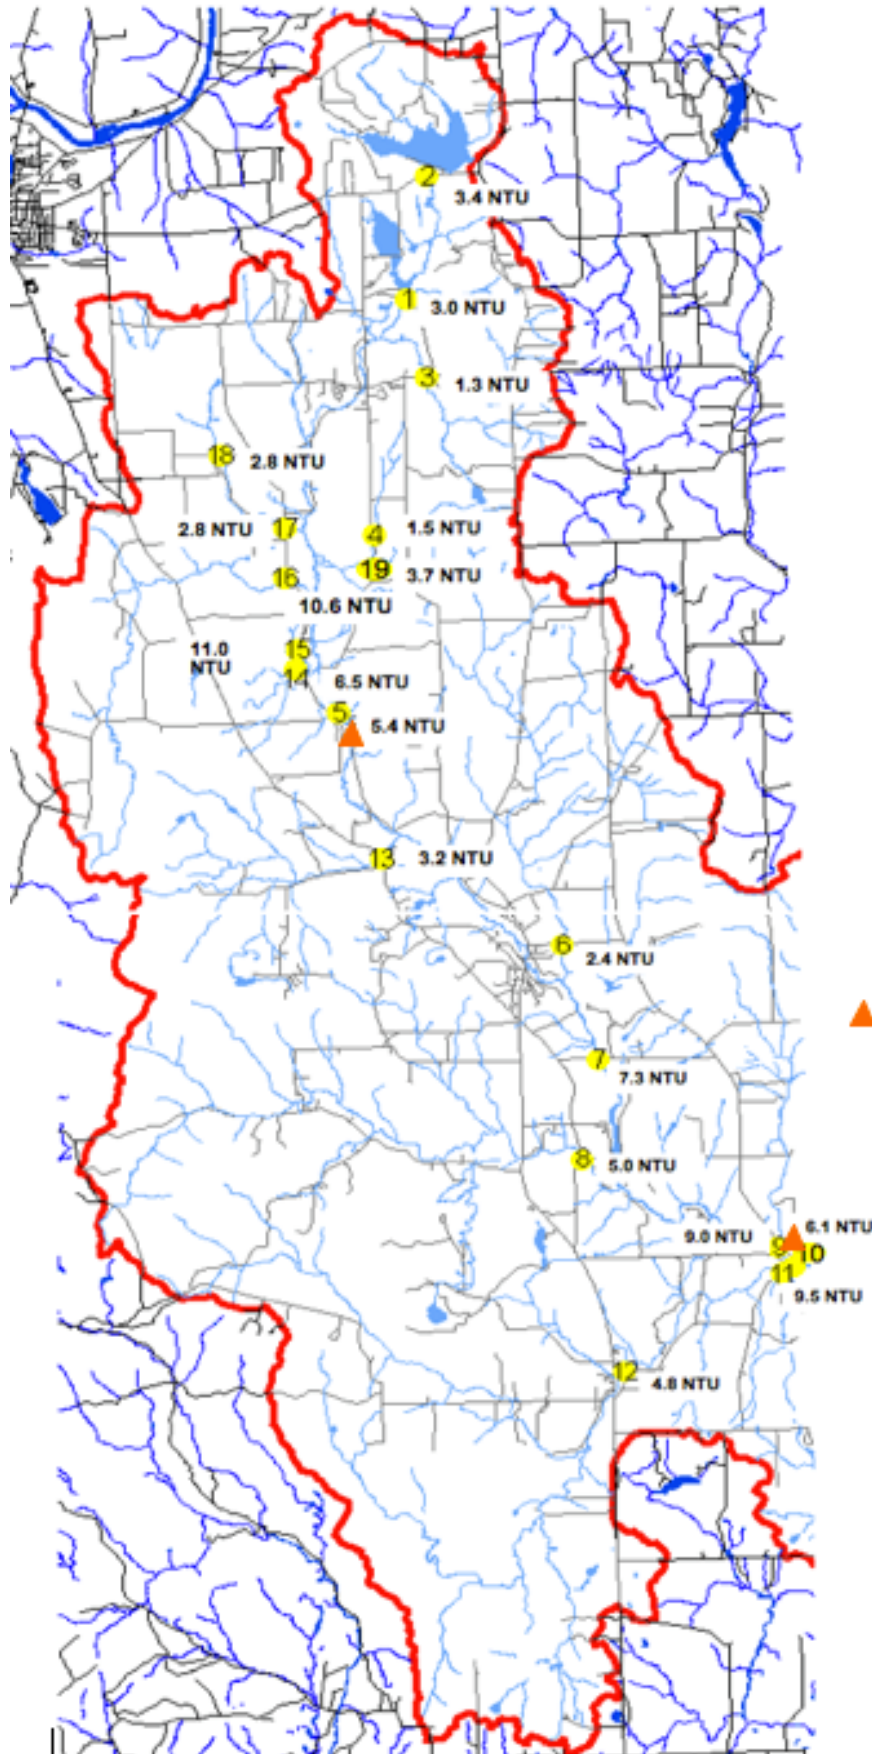 2
3.4 NTU
1
3.0 NTU
3
1.3 NTU
18
2.8 NTU
17
2.8 NTU
4
1.5 NTU
19
3.7 NTU
16
10.6 NTU
15
11.0
NTU
14
6.5 NTU
5
5.4 NTU
13
3.2 NTU
6
2.4 NTU
7
7.3 NTU
8
5.0 NTU
6.1 NTU
9.0 NTU
9
10
11
9.5 NTU
12
4.8 NTU